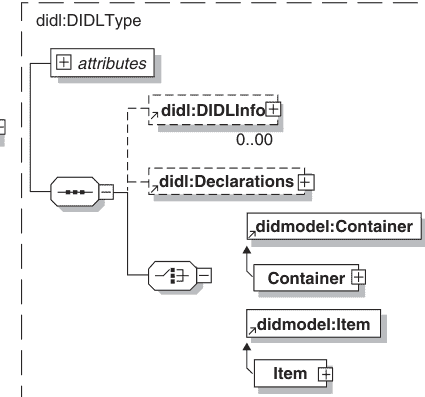 didl:DIDLType
attributes
didl:DIDLInfo
0..00
didl:Declarations
didmodel:Container
Container
didmodel:Item
Item